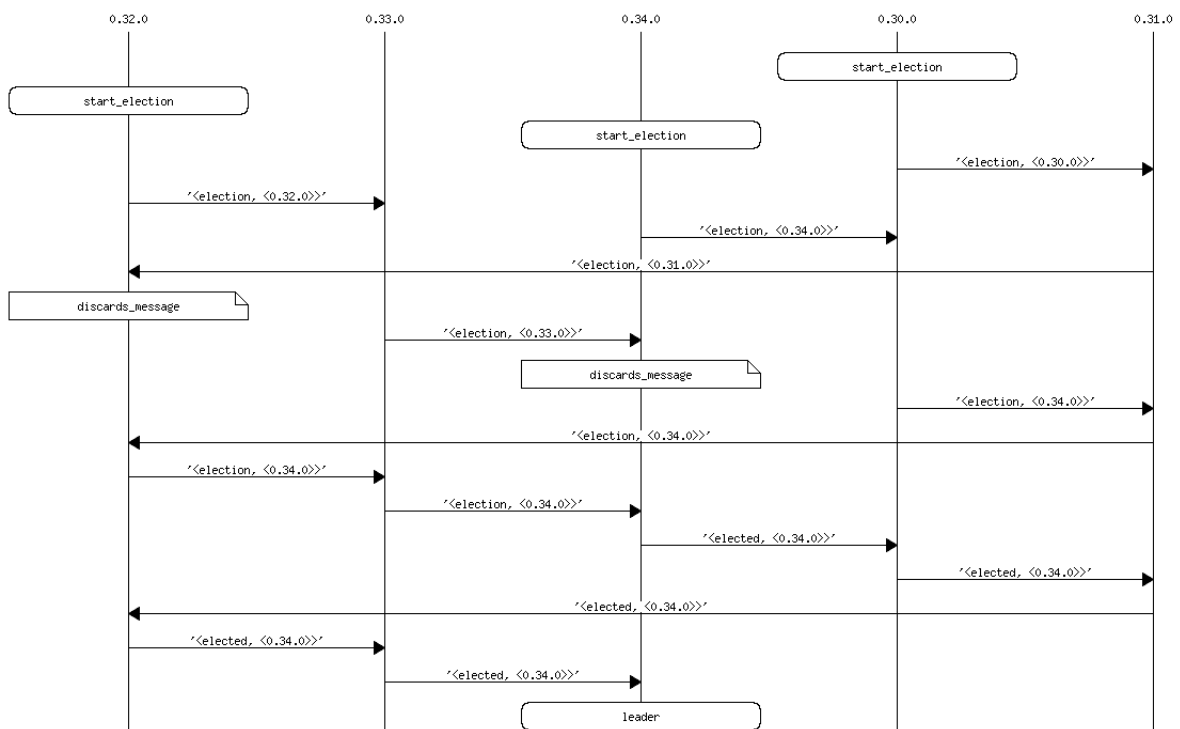 0.32.0 0.33.0 0.34.0 0.30.0 0.31.0
start_election
start_election
start_election
'<election, <0.30.0>>'
'<election, <0.32.0>>'
'<election, <0.34.0>>'
'<election, <0.31.0>>'
discards_message
'<election, <0.33.0>>'
discards_message
'<election, <0.34.0>>'
'<election, <0.34.0>>'
'<election, <0.34.0>>'
'<election, <0.34.0>>'
'<elected, <0.34.0>>'
'<elected, <0.34.0>>'
'<elected, <0.34.0>>'
'<elected, <0.34.0>>'
'<elected, <0.34.0>>'
leader